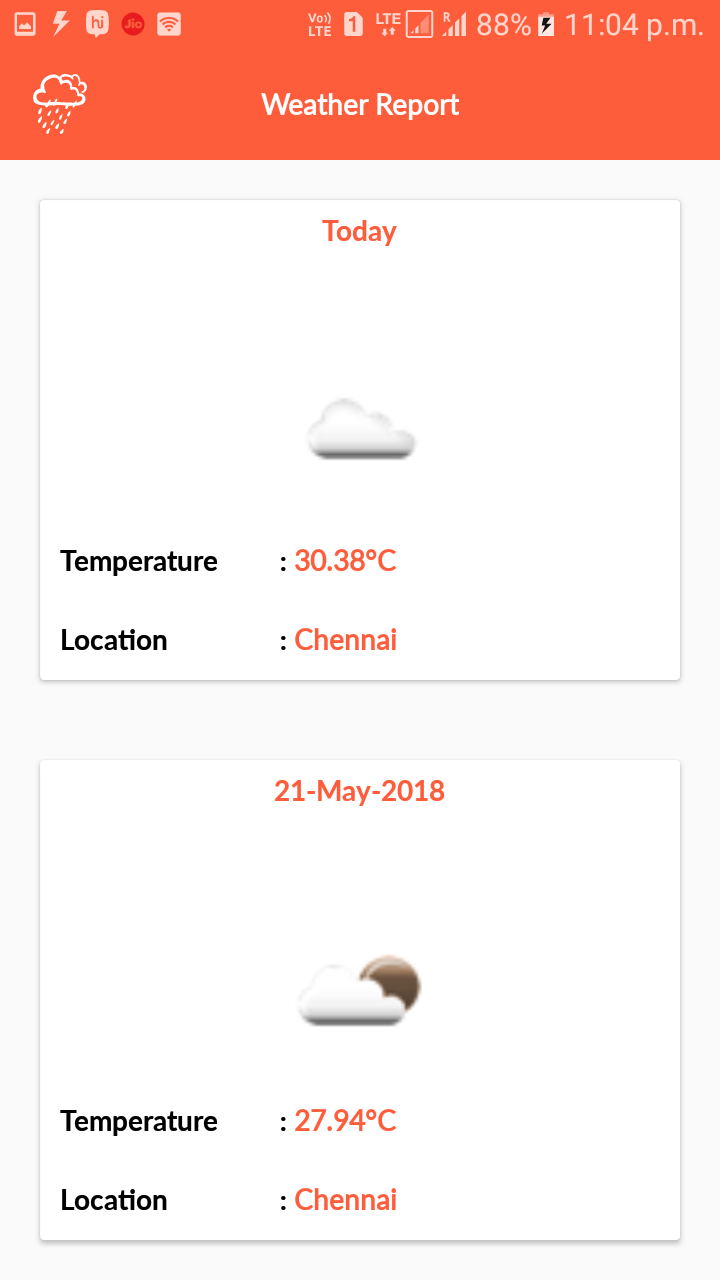 hi Jio Vo)) LTE 1 LTE R 88% 11:04 p.m.
Weather Report
Today
Temperature : 30.38°C
Location : Chennai
21-May-2018
Temperature : 27.94°C
Location : Chennai